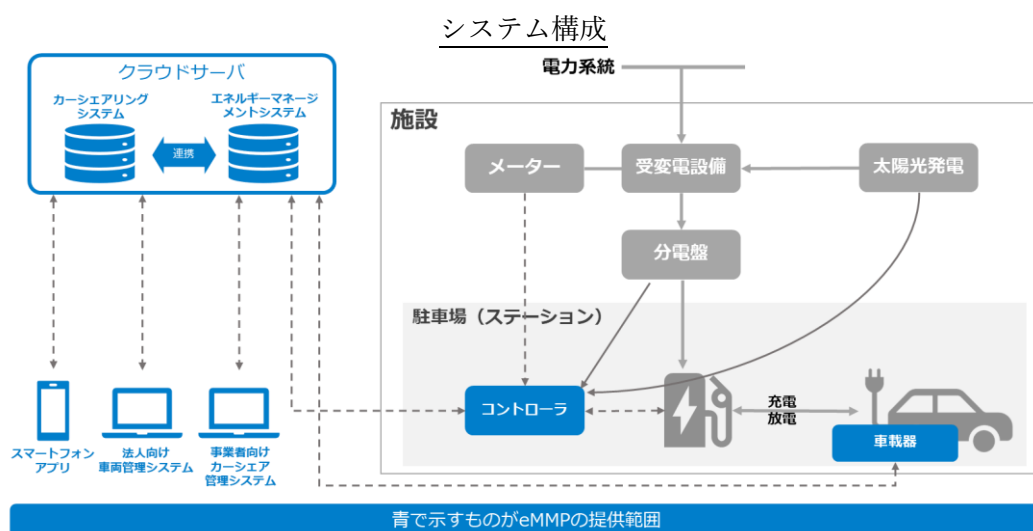 システム構成
クラウドサーバ
カーシェアリング
システム
エネルギーマネージ
メントシステム
連携
電力系統
施設
メーター
受変電設備
太陽光発電
分電盤
駐車場（ステーション）
コントローラ
充電
放電
車載器
スマートフォン
アプリ
法人向け
車両管理システム
事業者向け
カーシェア
管理システム
青で示すものがeMMPの提供範囲